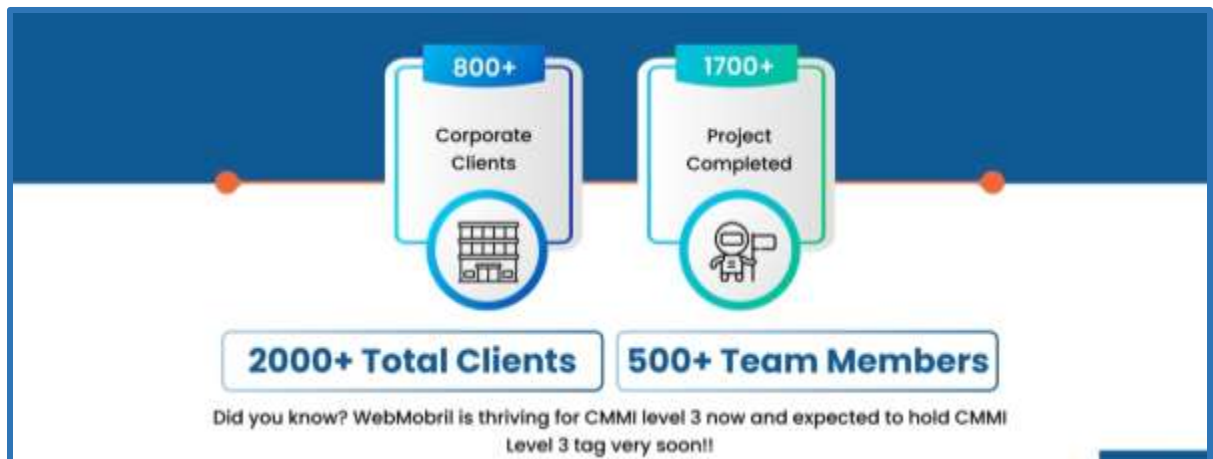 800+
1700+
Corporate
Clients
Project
Completed
2000+ Total Clients
500+ Team Members
Did you know? WebMobril is thriving for CMMI level 3 now and expected to hold CMMI
Level 3 tag very soon!!